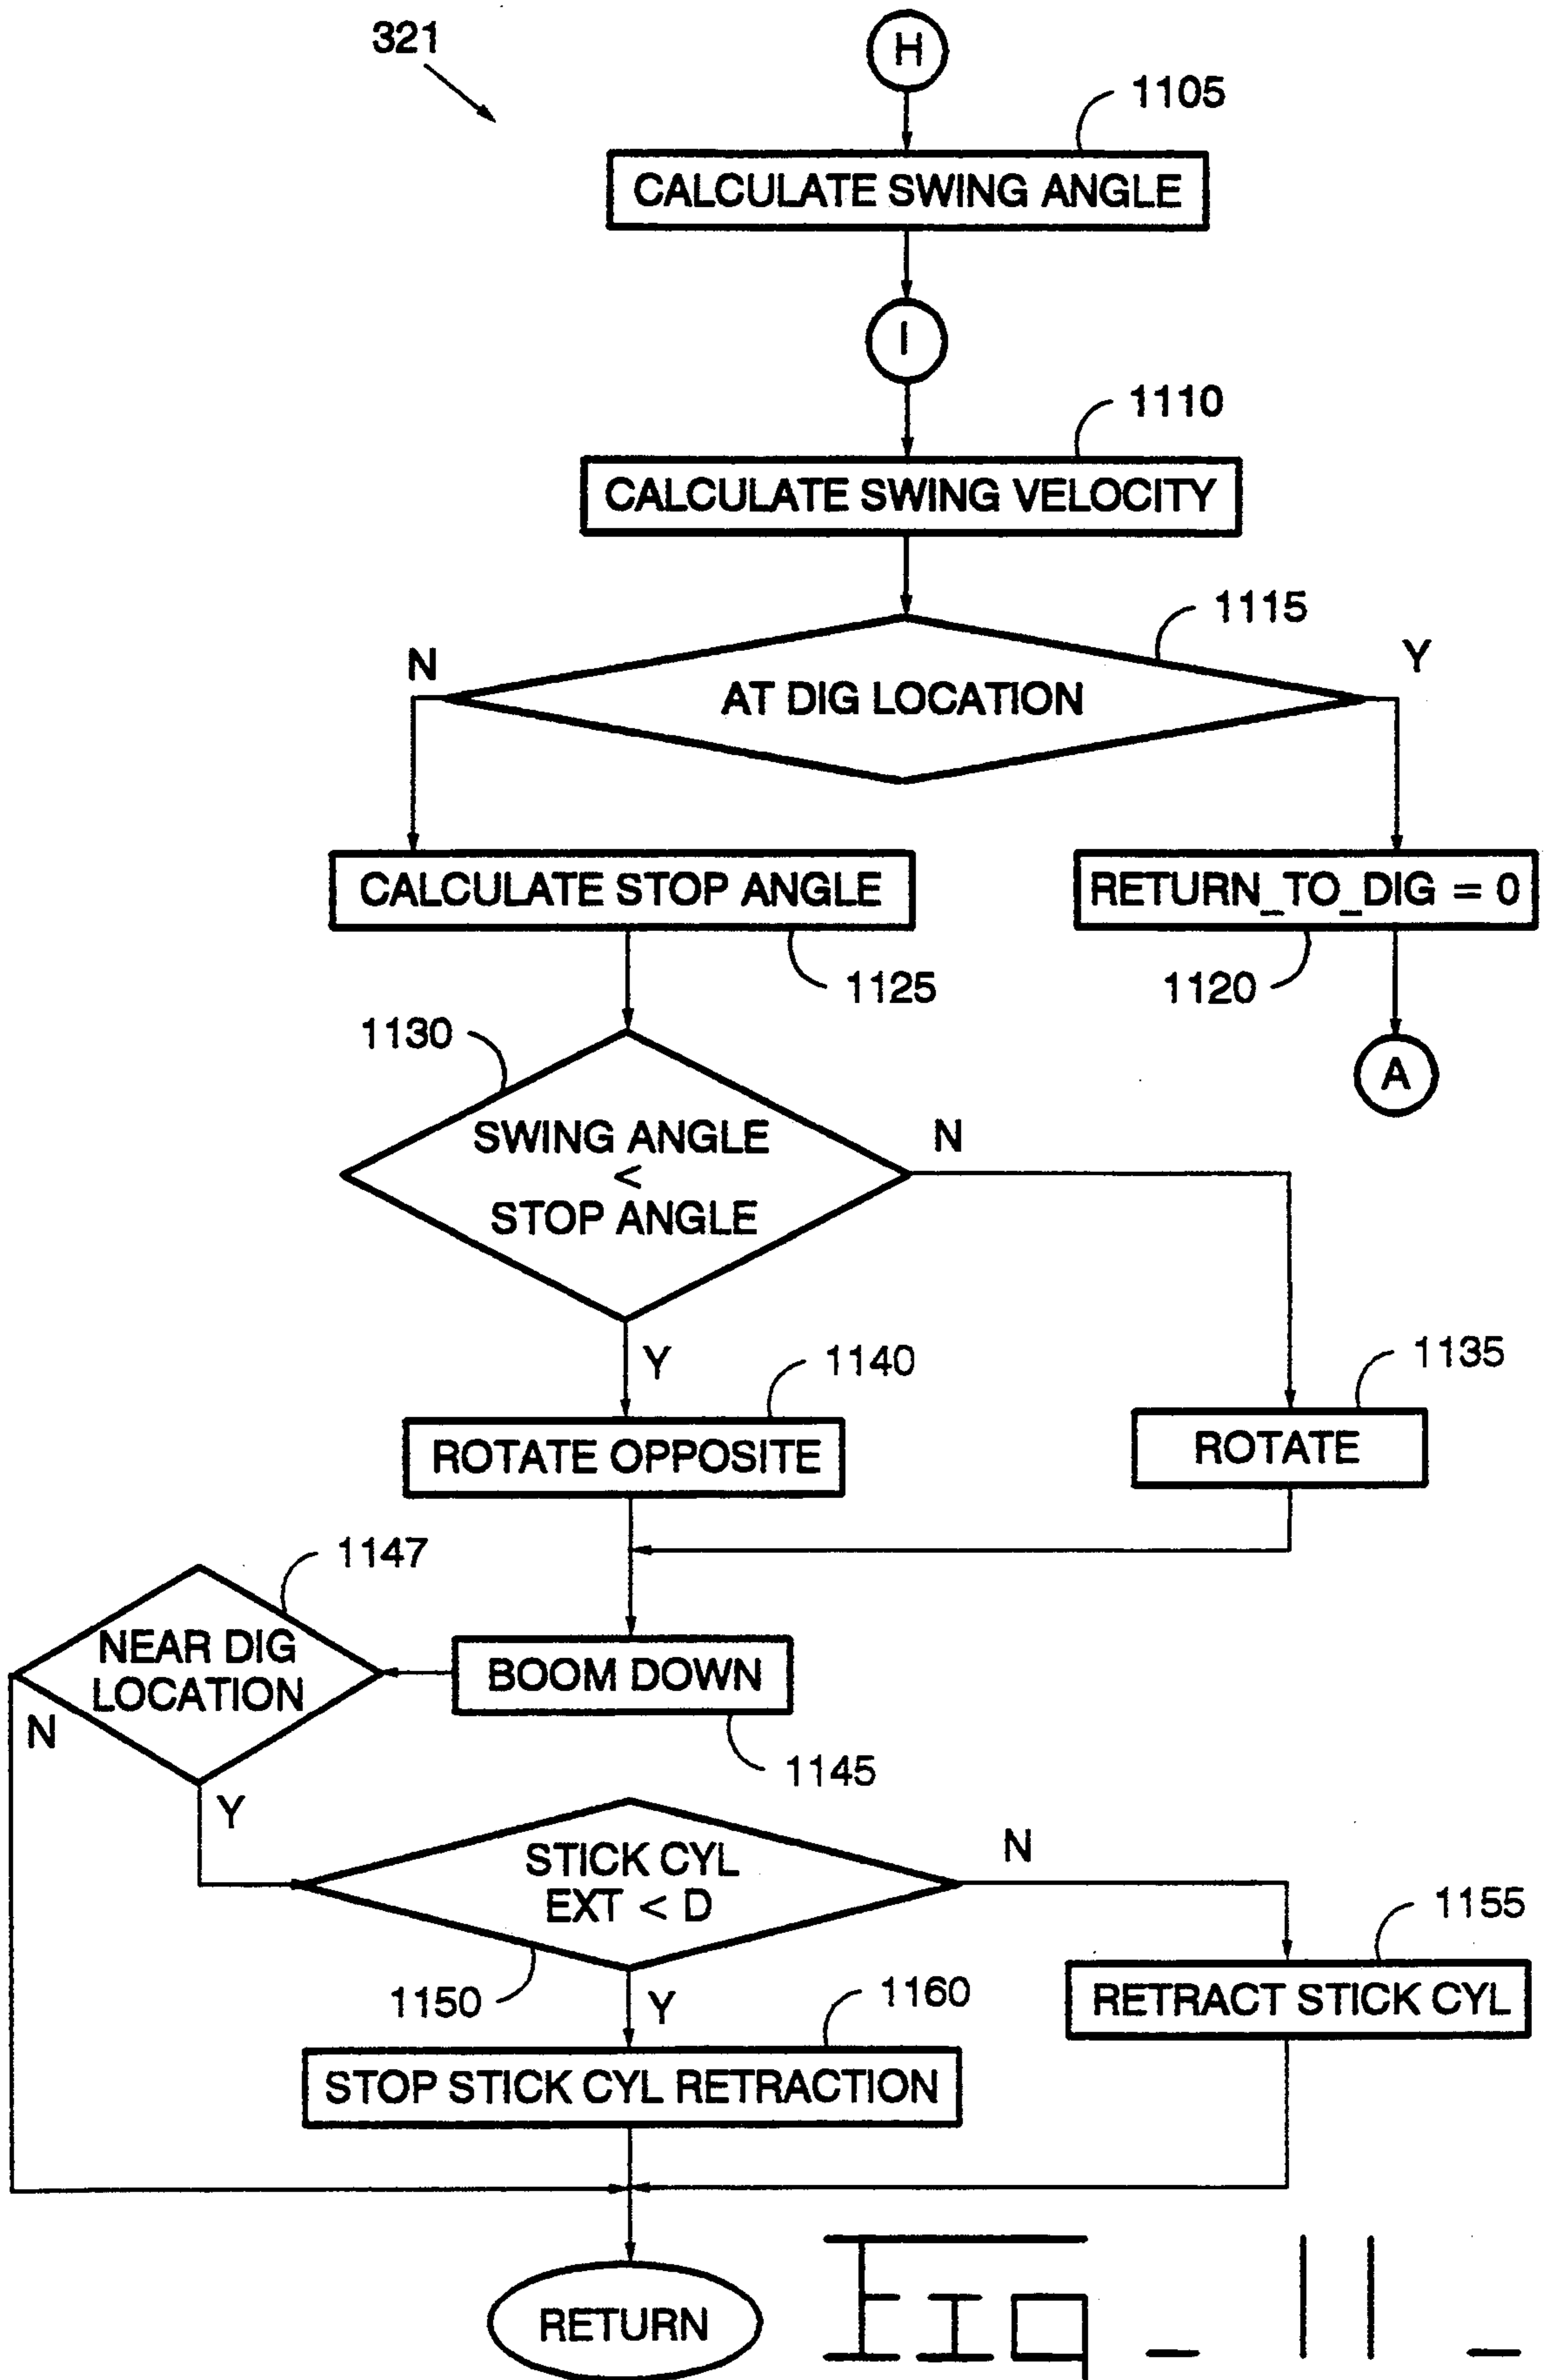 321
H
1105
CALCULATE SWING ANGLE
I
1110
CALCULATE SWING VELOCITY
1115
N
Y
AT DIG LOCATION
CALCULATE STOP ANGLE
RETURN_TO_DIG = 0
1125
1120
1130
A
SWING ANGLE
<
STOP ANGLE
N
Y
1140
1135
ROTATE OPPOSITE
ROTATE
1147
NEAR DIG
LOCATION
BOOM DOWN
N
1145
Y
STICK CYL
EXT < D
N
1155
1150
Y
1160
RETRACT STICK CYL
STOP STICK CYL RETRACTION
RETURN
Fig_11_